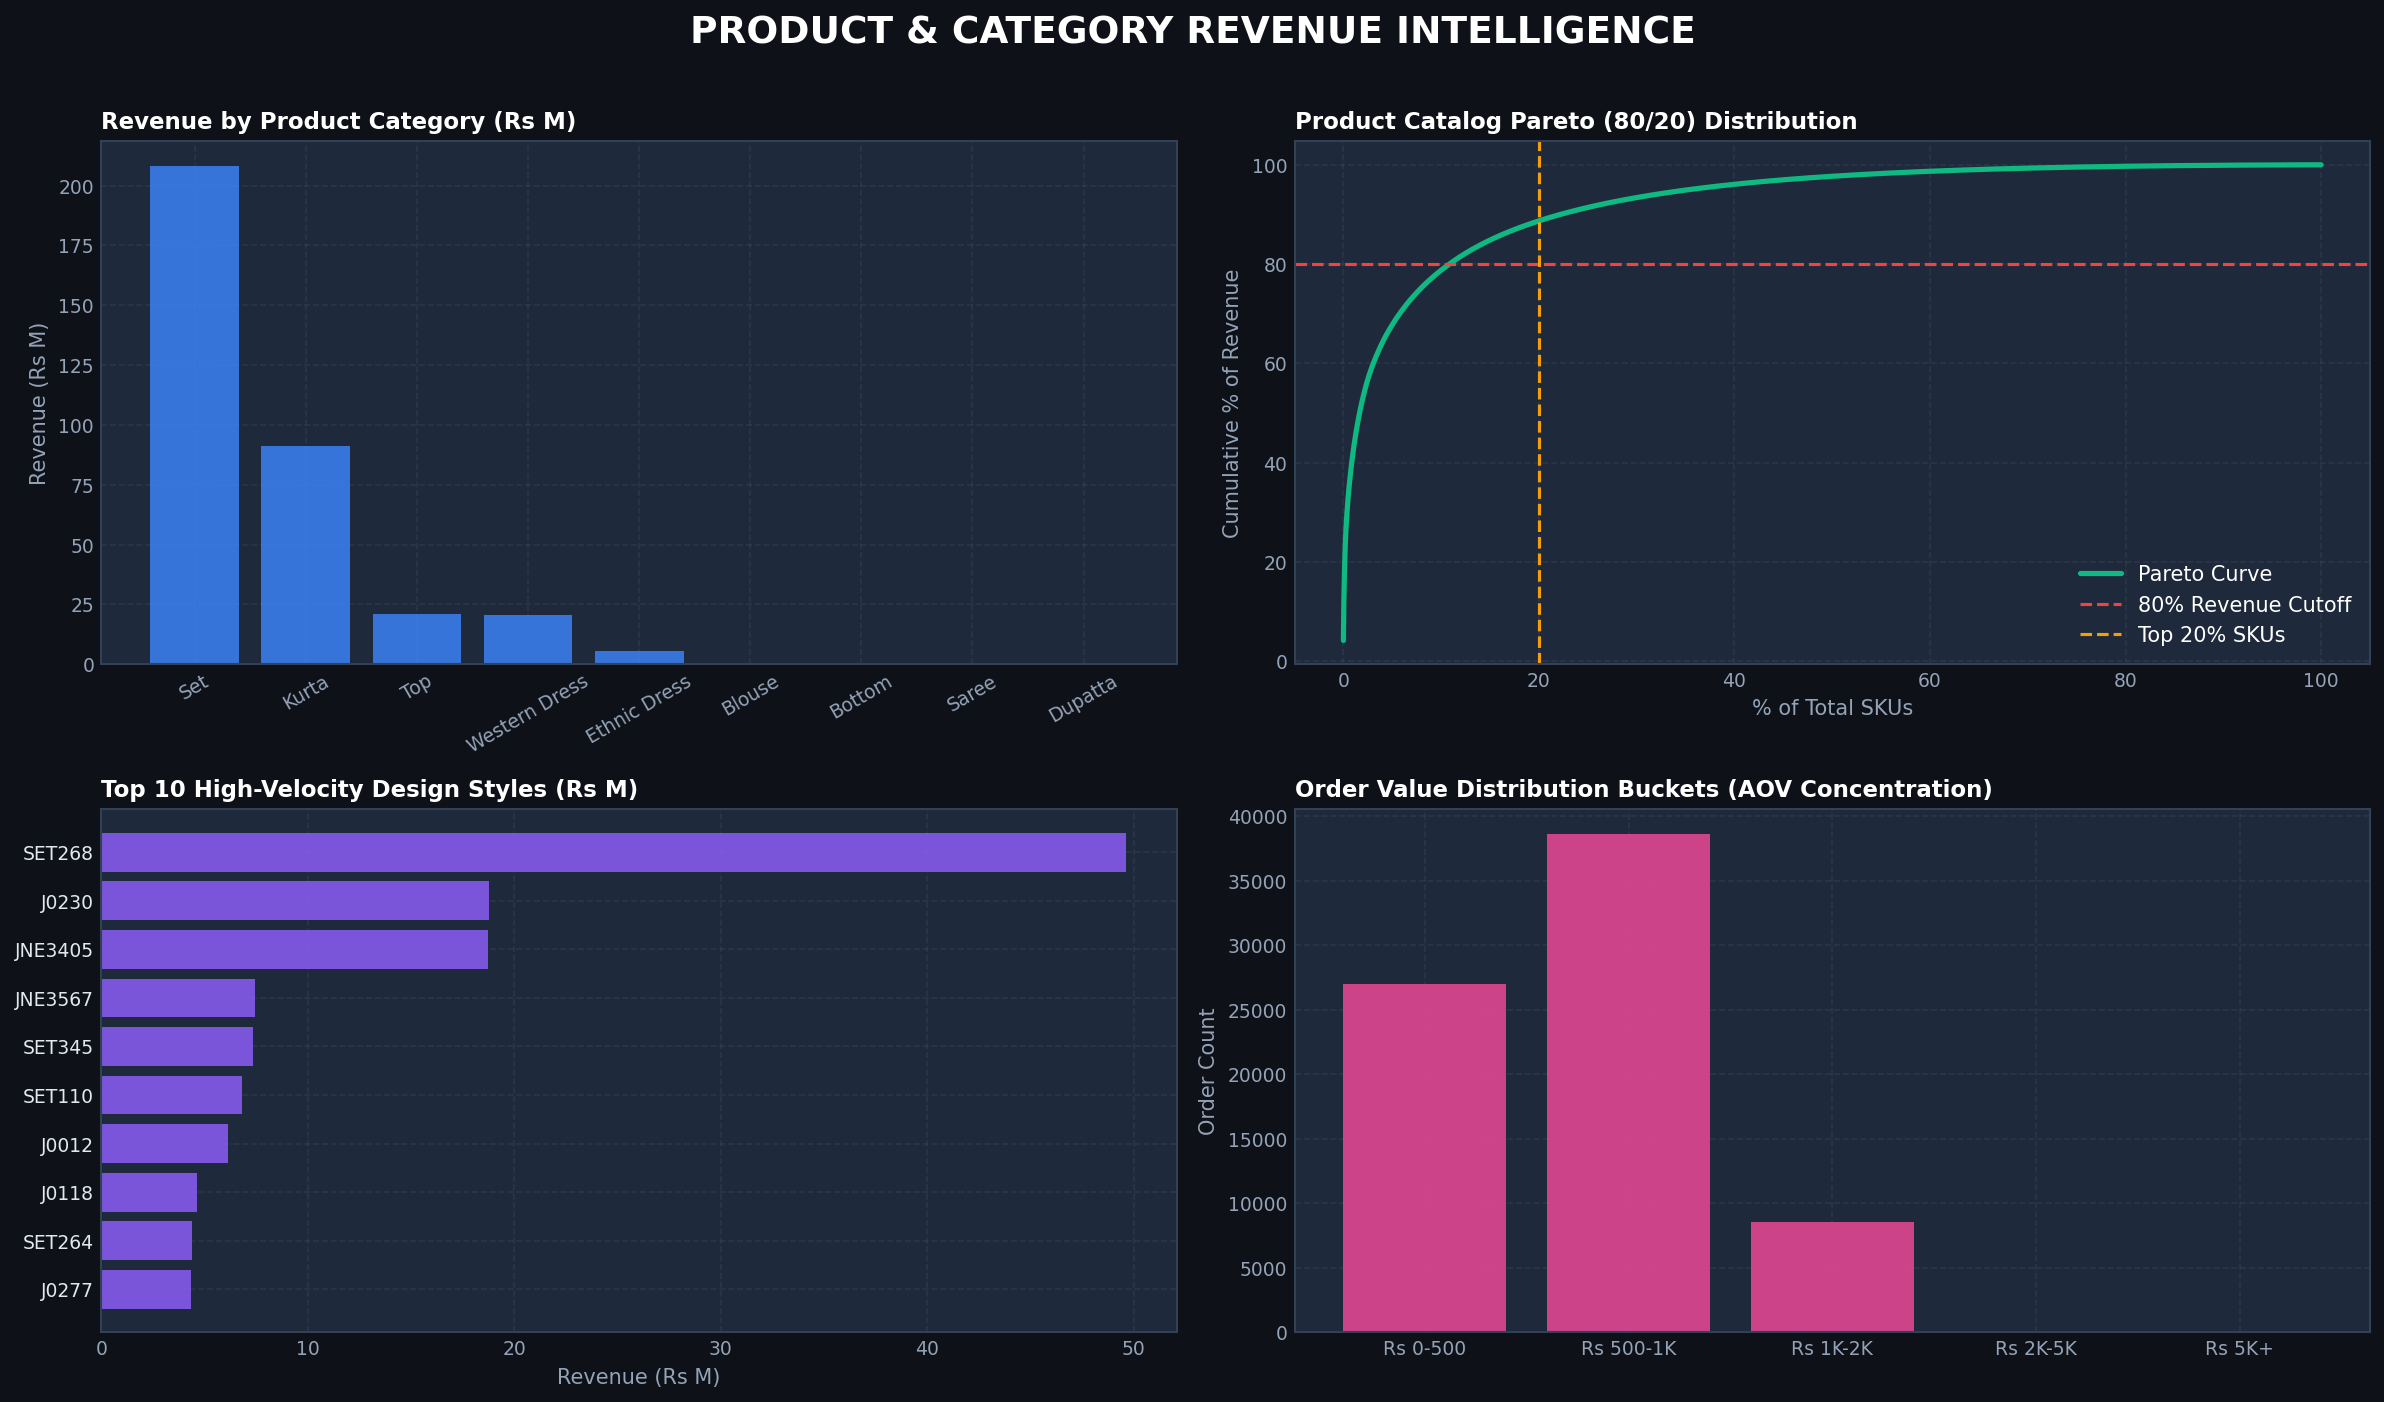 PRODUCT & CATEGORY REVENUE INTELLIGENCE
Revenue by Product Category (Rs M)
Revenue (Rs M)
200
175
150
125
100
75
50
25
0
Set
Kurta
Top
Western Dress
Ethnic Dress
Blouse
Bottom
Saree
Dupatta
Product Catalog Pareto (80/20) Distribution
Cumulative % of Revenue
100
80
60
40
20
0
Pareto Curve
80% Revenue Cutoff
Top 20% SKUs
0
20
40
60
80
100
% of Total SKUs
Top 10 High-Velocity Design Styles (Rs M)
SET268
J0230
JNE3405
JNE3567
SET345
SET110
J0012
J0118
SET264
J0277
0
10
20
30
40
50
Revenue (Rs M)
Order Value Distribution Buckets (AOV Concentration)
Order Count
40000
35000
30000
25000
20000
15000
10000
5000
0
Rs 0-500
Rs 500-1K
Rs 1K-2K
Rs 2K-5K
Rs 5K+